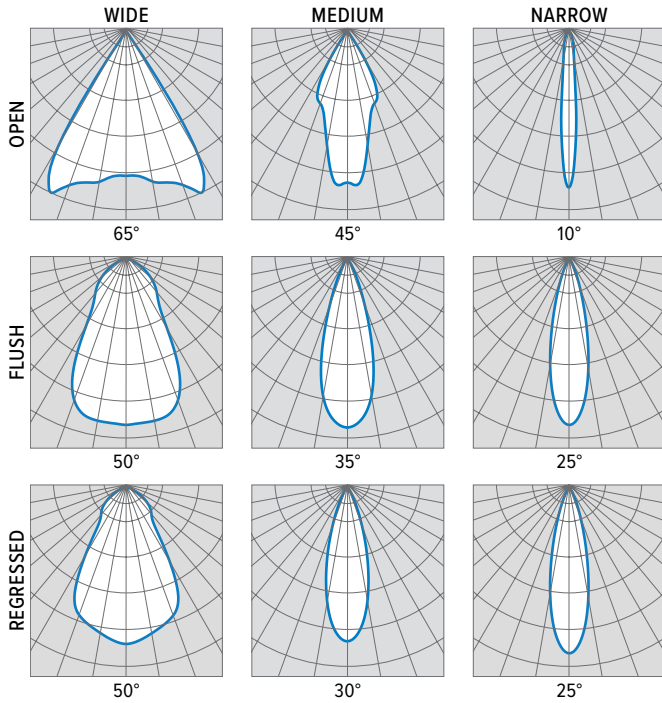 WIDE MEDIUM NARROW
OPEN
65° 45° 10°
FLUSH
50° 35° 25°
REGRESSED
50° 30° 25°